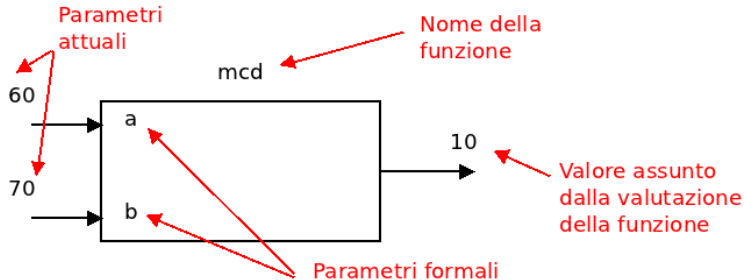 Parametri
attuali
Nome della
funzione
mcd
60
a
10
70
b
Valore assunto
dalla valutazione
della funzione
Parametri formali